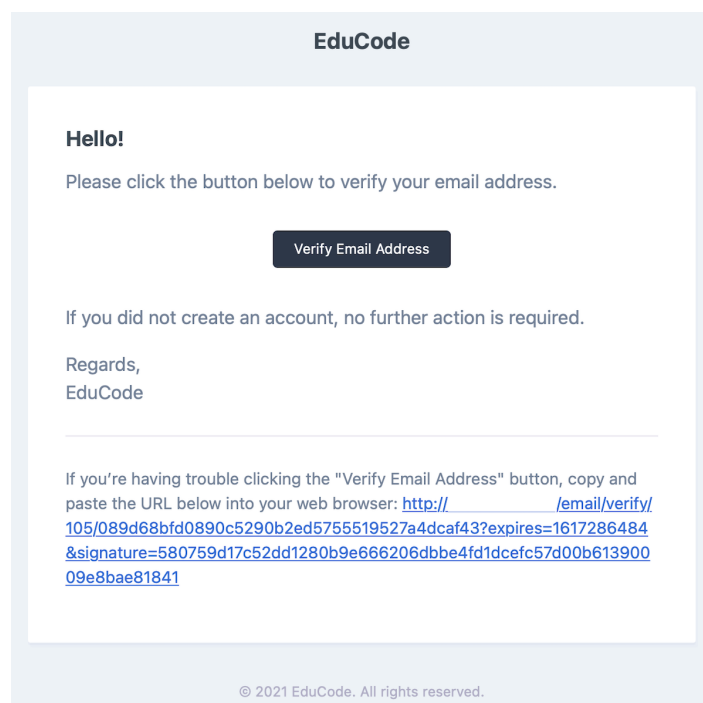 EduCode
Hello!
Please click the button below to verify your email address.
Verify Email Address
If you did not create an account, no further action is required.
Regards,
EduCode
If you’re having trouble clicking the "Verify Email Address" button, copy and
paste the URL below into your web browser: http:// /email/verify/
105/089d68bfd0890c5290b2ed5755519527a4dcaf43?expires=1617286484
&signature=580759d17c52dd1280b9e666206dbbe4fd1dcefc57d00b613900
09e8bae81841
© 2021 EduCode. All rights reserved.